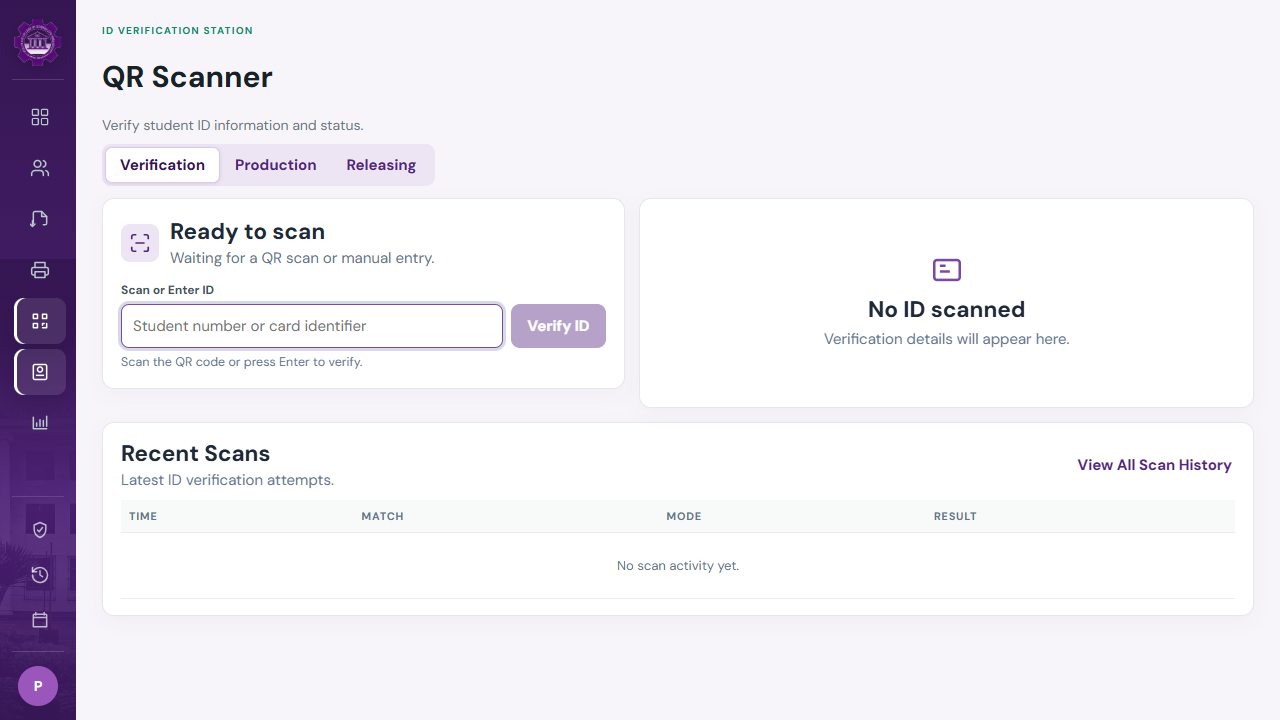 ID VERIFICATION STATION
QR Scanner
Verify student ID information and status.
Verification
Production
Releasing
Ready to scan
Waiting for a QR scan or manual entry.
Scan or Enter ID
Student number or card identifier
Verify ID
Scan the QR code or press Enter to verify.
No ID scanned
Verification details will appear here.
Recent Scans
Latest ID verification attempts.
View All Scan History
TIME MATCH MODE RESULT
No scan activity yet.
P